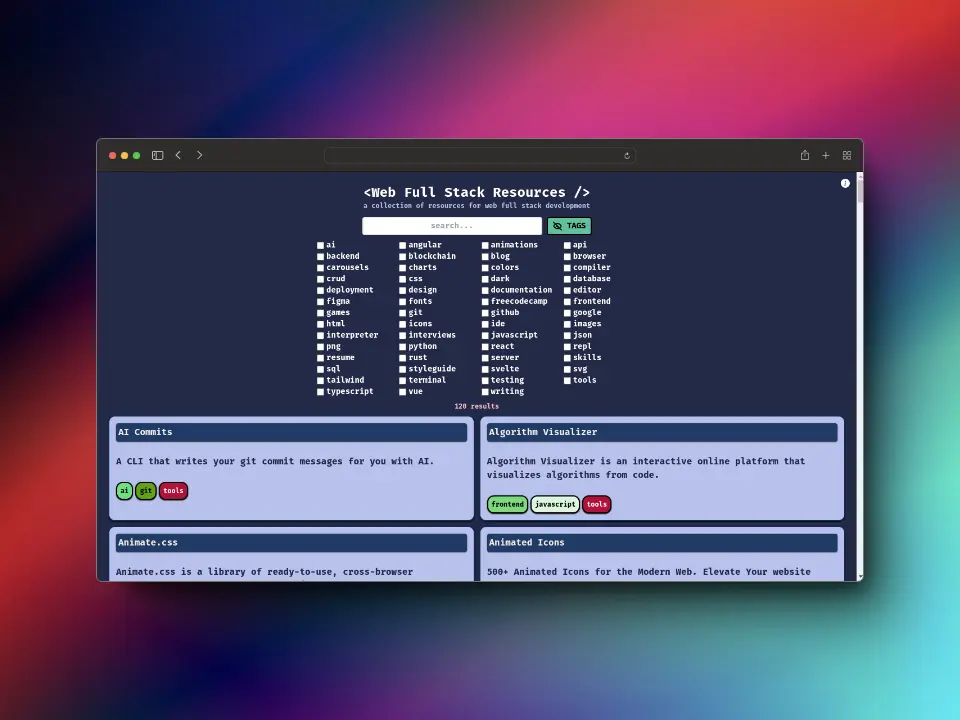 <Web Full Stack Resources />
a collection of resources for web full stack development
search...
TAGS
ai angular animations api
backend blockchain blog browser
carousels charts colors compiler
crud css dark database
deployment design documentation editor
figma fonts freecodecamp frontend
games git github google
html icons ide images
interpreter interviews javascript json
png python react repl
resume rust server skills
sql styleguide svelte svg
tailwind terminal testing tools
typescript vue writing
120 results
AI Commits
A CLI that writes your git commit messages for you with AI.
ai git tools
Algorithm Visualizer
Algorithm Visualizer is an interactive online platform that
visualizes algorithms from code.
frontend javascript tools
Animate.css
Animate.css is a library of ready-to-use, cross-browser
Animated Icons
500+ Animated Icons for the Modern Web. Elevate Your website